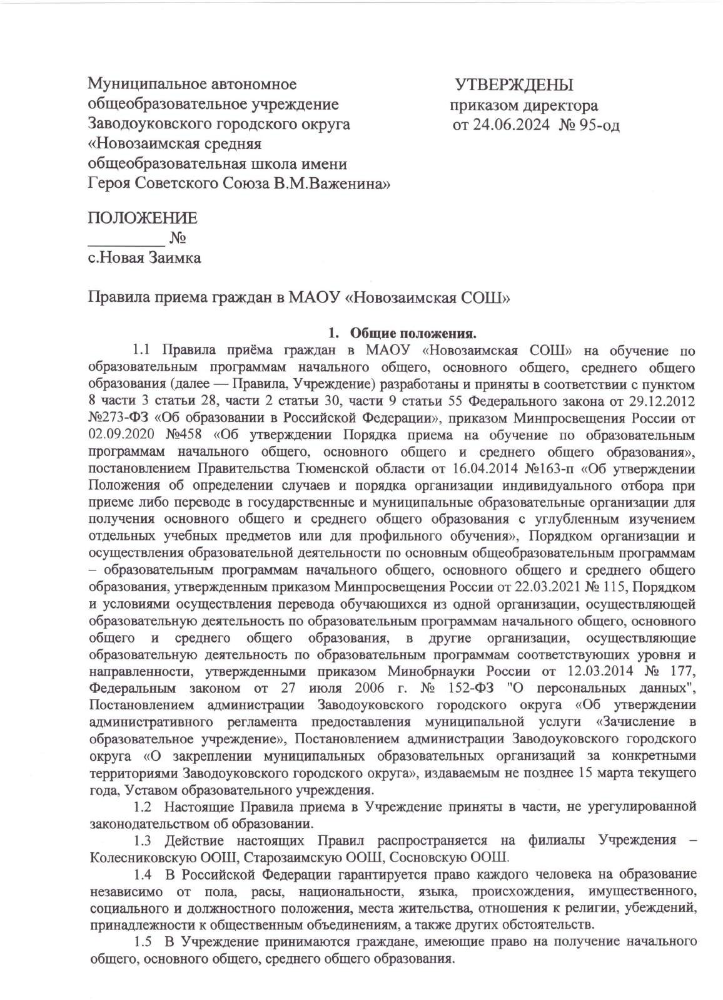 Муниципальное автономное
общеобразовательное учреждение
Заводоуковского городского округа
«Новозаимская средняя
общеобразовательная школа имени
Героя Советского Союза В.М.Важенина»
УТВЕРЖДЕНЫ
приказом директора
от 24.06.2024 № 95-од
ПОЛОЖЕНИЕ
_________ №
с.Новая Заимка
Правила приема граждан в МАОУ «Новозаимская СОШ»
1. Общие положения.
1.1 Правила приёма граждан в МАОУ «Новозаимская СОШ» на обучение по
образовательным программам начального общего, основного общего, среднего общего
образования (далее — Правила, Учреждение) разработаны и приняты в соответствии с пунктом
8 части 3 статьи 28, части 2 статьи 30, части 9 статьи 55 Федерального закона от 29.12.2012
№273-ФЗ «Об образовании в Российской Федерации», приказом Минпросвещения России от
02.09.2020 №458 «Об утверждении Порядка приема на обучение по образовательным
программам начального общего, основного общего и среднего общего образования»,
постановлением Правительства Тюменской области от 16.04.2014 №163-п «Об утверждении
Положения об определении случаев и порядка организации индивидуального отбора при
приеме либо переводе в государственные и муниципальные образовательные организации для
получения основного общего и среднего общего образования с углубленным изучением
отдельных учебных предметов или для профильного обучения», Порядком организации и
осуществления образовательной деятельности по основным общеобразовательным программам
– образовательным программам начального общего, основного общего и среднего общего
образования, утвержденным приказом Минпросвещения России от 22.03.2021 № 115, Порядком
и условиями осуществления перевода обучающихся из одной организации, осуществляющей
образовательную деятельность по образовательным программам начального общего, основного
общего и среднего общего образования, в другие организации, осуществляющие
образовательную деятельность по образовательным программам соответствующих уровня и
направленности, утвержденными приказом Минобрнауки России от 12.03.2014 № 177,
Федеральным законом от 27 июля 2006 г. № 152-ФЗ "О персональных данных",
Постановлением администрации Заводоуковского городского округа «Об утверждении
административного регламента предоставления муниципальной услуги «Зачисление в
образовательное учреждение», Постановлением администрации Заводоуковского городского
округа «О закреплении муниципальных образовательных организаций за конкретными
территориями Заводоуковского городского округа», издаваемым не позднее 15 марта текущего
года, Уставом образовательного учреждения.
1.2 Настоящие Правила приема в Учреждение приняты в части, не урегулированной
законодательством об образовании.
1.3 Действие настоящих Правил распространяется на филиалы Учреждения –
Колесниковскую ООШ, Старозаимскую ООШ, Сосновскую ООШ.
1.4 В Российской Федерации гарантируется право каждого человека на образование
независимо от пола, расы, национальности, языка, происхождения, имущественного,
социального и должностного положения, места жительства, отношения к религии, убеждений,
принадлежности к общественным объединениям, а также других обстоятельств.
1.5 В Учреждение принимаются граждане, имеющие право на получение начального
общего, основного общего, среднего общего образования.